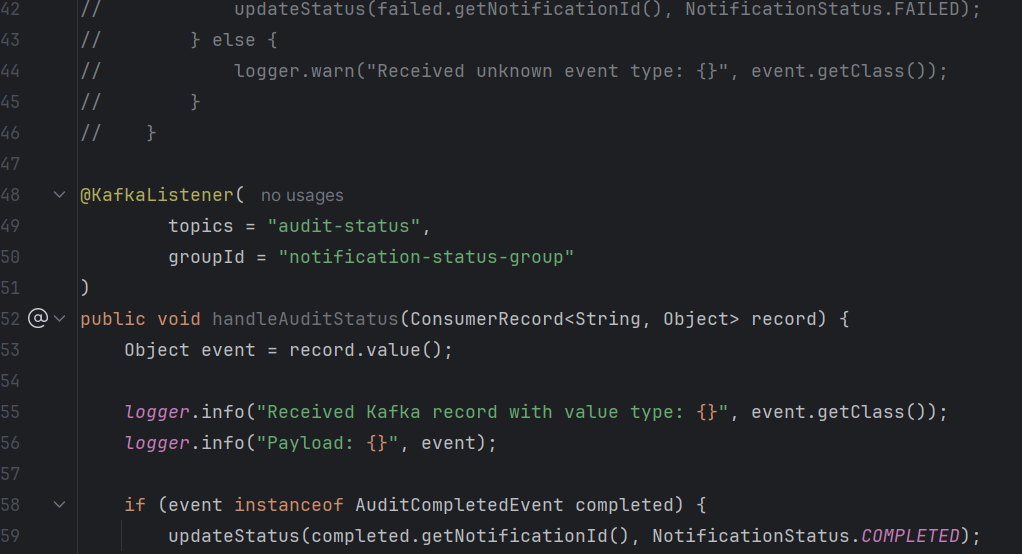 42 //            updateStatus(failed.getNotificationId(), NotificationStatus.FAILED);
43 //        } else {
44 //            logger.warn("Received unknown event type: {}", event.getClass());
45 //        }
46 //    }
47
48 @KafkaListener( no usages
49         topics = "audit-status",
50         groupId = "notification-status-group"
51 )
52 @ public void handleAuditStatus(ConsumerRecord<String, Object> record) {
53     Object event = record.value();
54
55     logger.info("Received Kafka record with value type: {}", event.getClass());
56     logger.info("Payload: {}", event);
57
58     if (event instanceof AuditCompletedEvent completed) {
59         updateStatus(completed.getNotificationId(), NotificationStatus.COMPLETED);